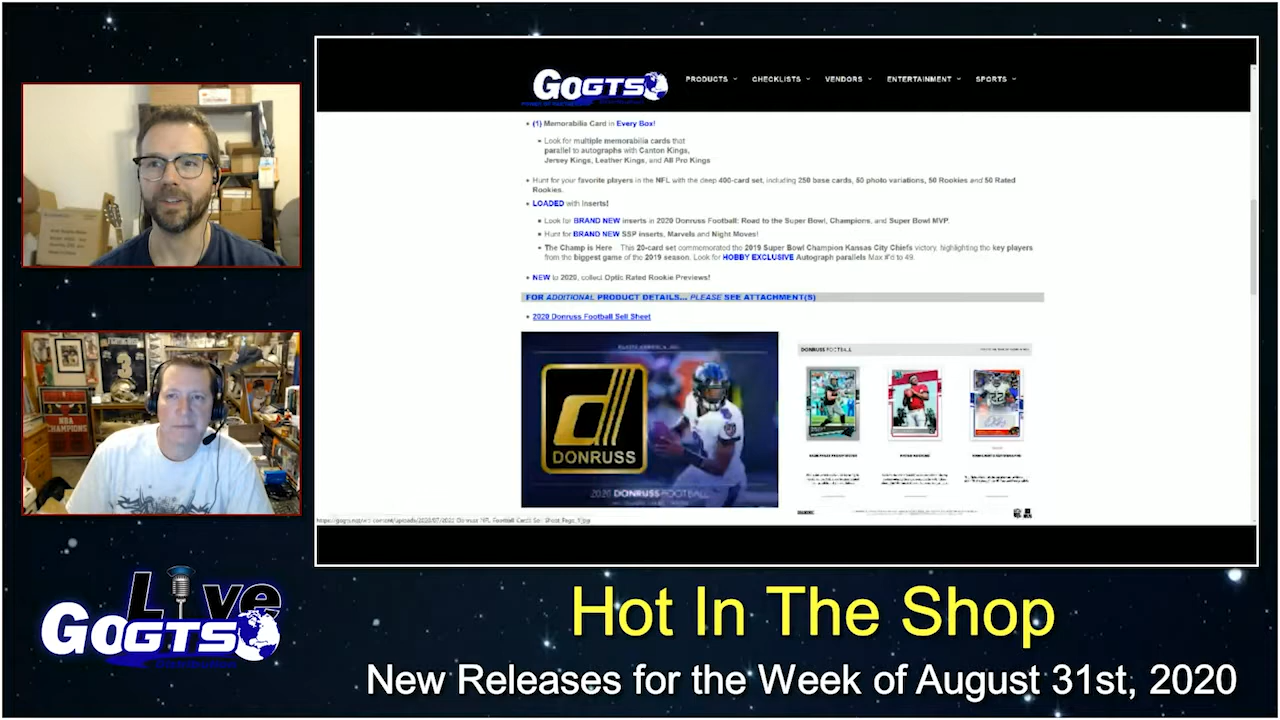 GOGTS
PRODUCTS
CHECKLISTS
VENDORS
ENTERTAINMENT
SPORTS
(1) Memorabilia Card in Every Box!
Look for multiple memorabilia cards that
parallel to autographs with Canton Kings,
Jersey Kings, Leather Kings, and All Pro Kings
Hunt for your favorite players in the NFL with the deep 400-card set, including 250 base cards, 50 photo variations, 50 Rookies and 50 Rated
Rookies.
LOADED with Inserts!
Look for BRAND NEW inserts in 2020 Donruss Football: Road to the Super Bowl, Champions, and Super Bowl MVP.
Hunt for BRAND NEW SSP inserts, Marvels and Night Moves!
The Champ is Here This 20-card set commemorated the 2019 Super Bowl Champion Kansas City Chiefs victory, highlighting the key players
from the biggest game of the 2019 season. Look for HOBBY EXCLUSIVE Autograph parallels Max #'d to 49.
NEW to 2020, collect Optic Rated Rookie Previews!
FOR ADDITIONAL PRODUCT DETAILS... PLEASE SEE ATTACHMENT(S)
2020 Donruss Football Sell Sheet
d
DONRUSS
2020 DONRUSS FOOTBALL
DONRUSS FOOTBALL
22
3
NBA
CHAMPIONS
Live
GOGTS
Hot In The Shop
New Releases for the Week of August 31st, 2020